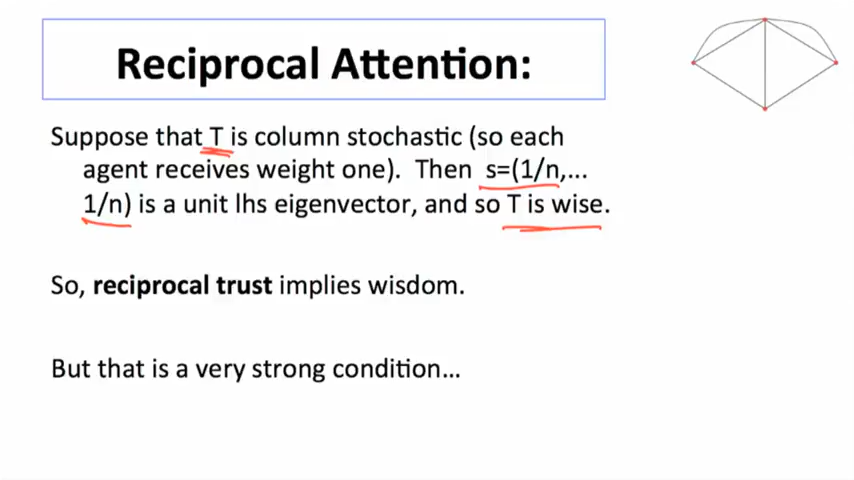 Reciprocal Attention:
Suppose that T is column stochastic (so each
agent receives weight one). Then s=(1/n,...
1/n) is a unit lhs eigenvector, and so T is wise.
So, reciprocal trust implies wisdom.
But that is a very strong condition...